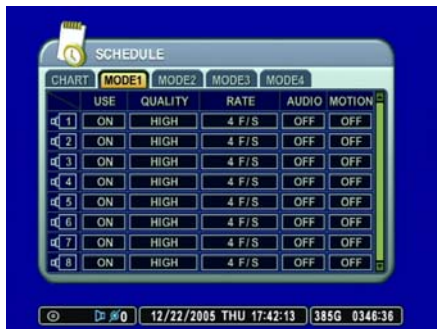 SCHEDULE
CHART MODE1 MODE2 MODE3 MODE4
USE QUALITY RATE AUDIO MOTION
1 ON HIGH 4 F/S OFF OFF
2 ON HIGH 4 F/S OFF OFF
3 ON HIGH 4 F/S OFF OFF
4 ON HIGH 4 F/S OFF OFF
5 ON HIGH 4 F/S OFF OFF
6 ON HIGH 4 F/S OFF OFF
7 ON HIGH 4 F/S OFF OFF
8 ON HIGH 4 F/S OFF OFF
0 12/22/2005 THU 17:42:13 385G 0346:36